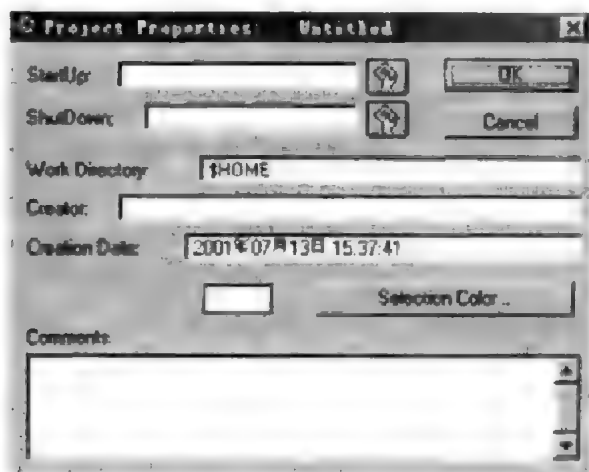 Project Properties: Untitled
StartUp:
OK
ShutDown:
Cancel
Work Directory:
$HOME
Creator:
Creation Date:
2001年07月13日 15:37:41
Selection Color...
Comments: